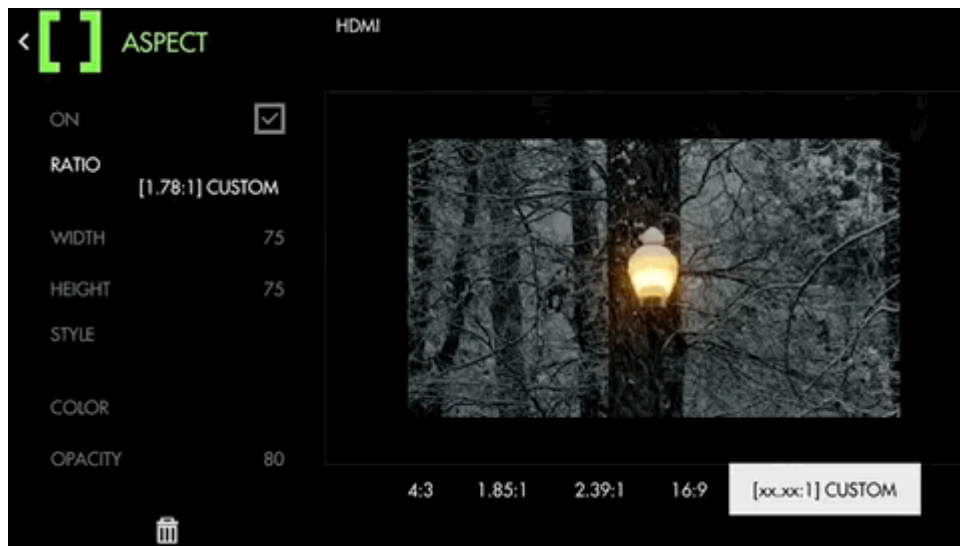 ASPECT
HDMI
ON
RATIO
[1.78:1] CUSTOM
WIDTH 75
HEIGHT 75
STYLE
COLOR
OPACITY 80
4:3 1.85:1 2.39:1 16:9 [xx.xx:1] CUSTOM